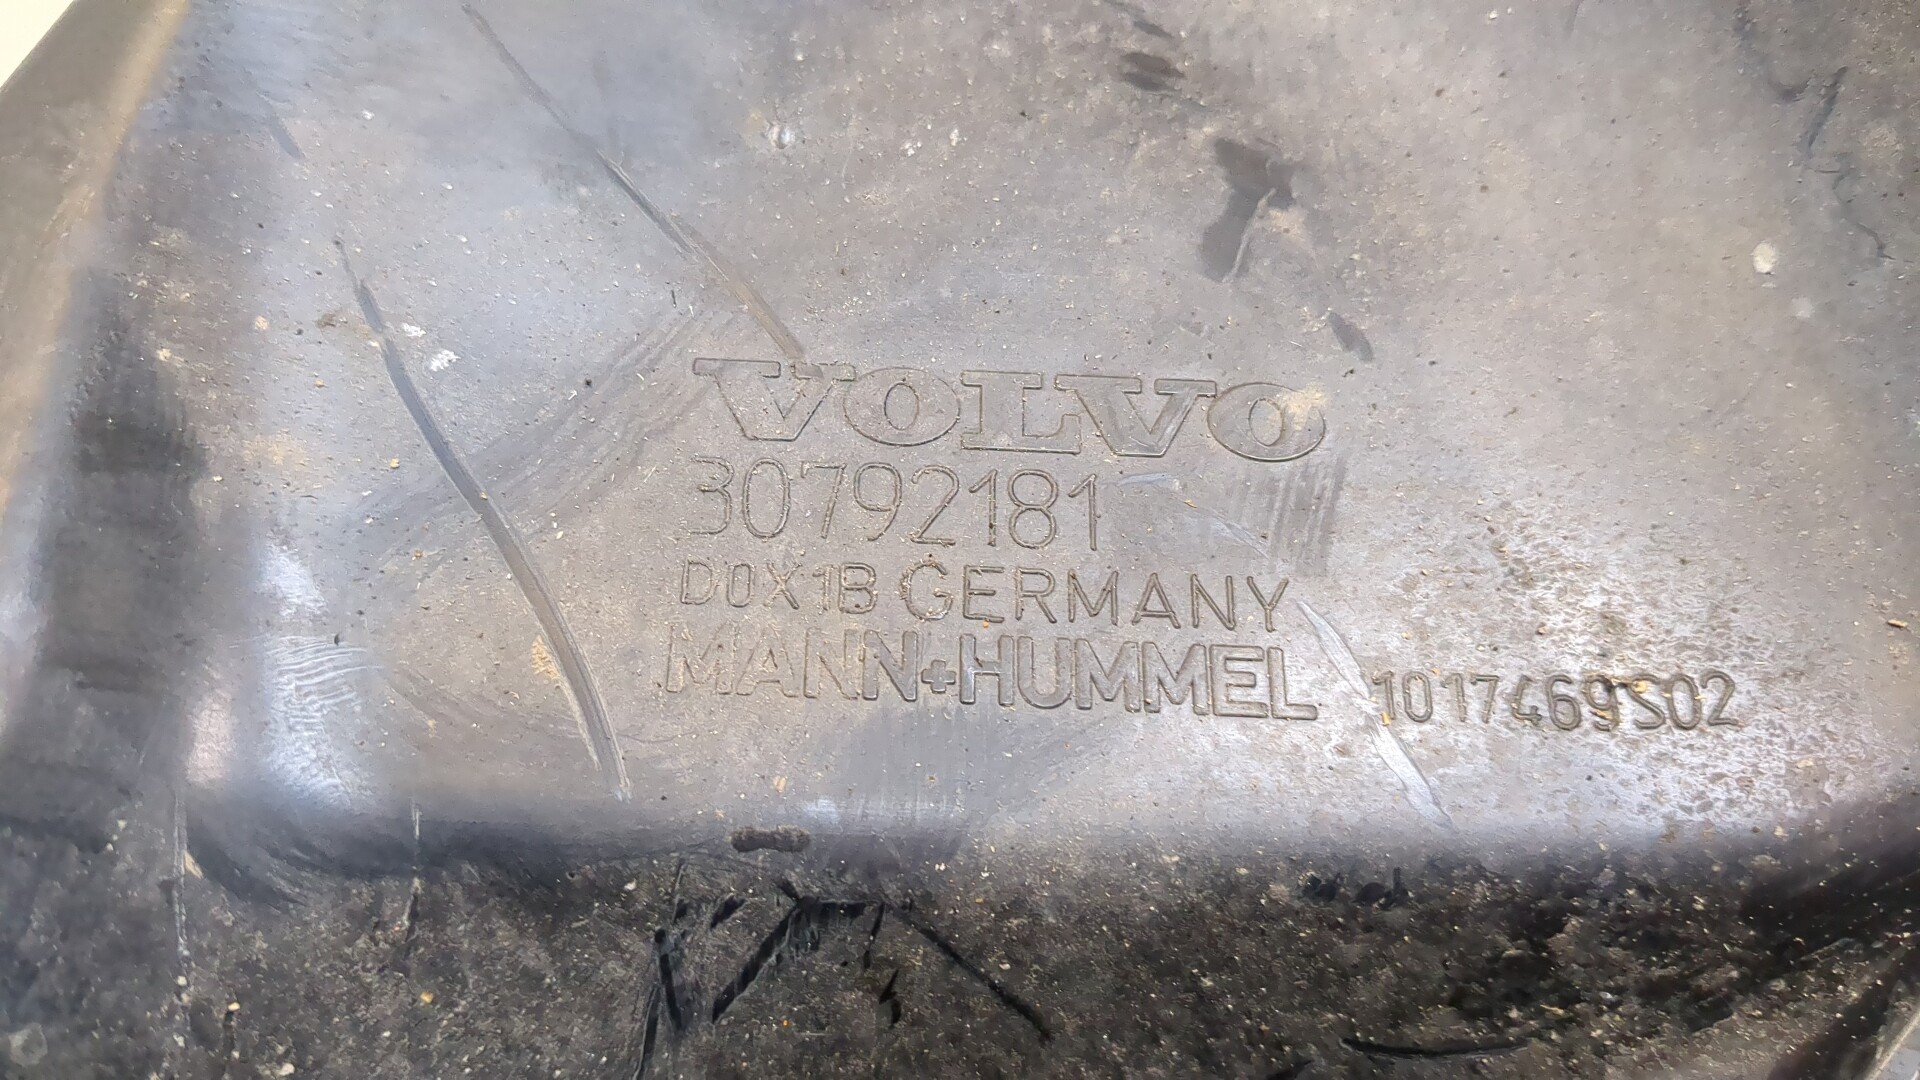 VOLVO
30792181
D0X1B GERMANY
MANN+HUMMEL 1017469S02